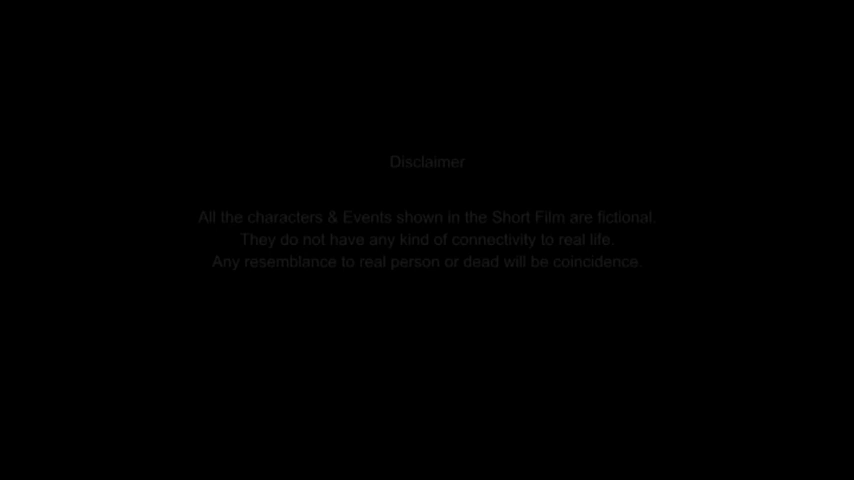 Disclaimer
All the characters & Events shown in the Short Film are fictional.
They do not have any kind of connectivity to real life.
Any resemblance to real person or dead will be coincidence.